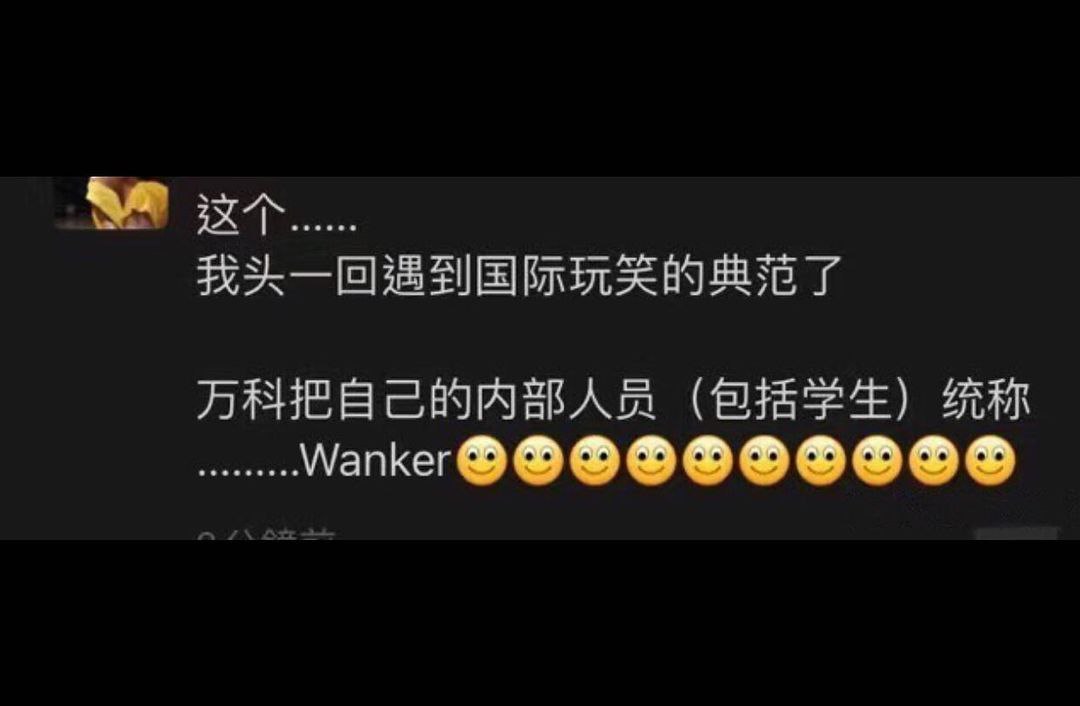 这个......
我头一回遇到国际玩笑的典范了
万科把自己的内部人员（包括学生）统称
.........Wanker